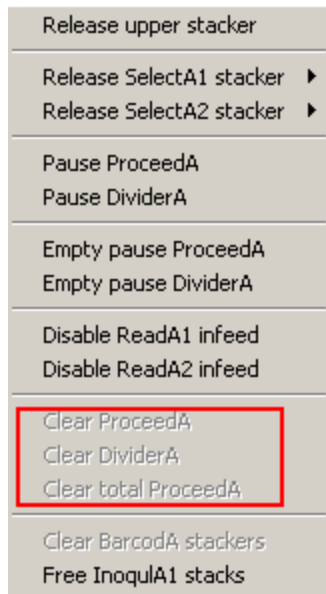 Release upper stacker
Release SelectA1 stacker
Release SelectA2 stacker
Pause ProceedA
Pause DividerA
Empty pause ProceedA
Empty pause DividerA
Disable ReadA1 infeed
Disable ReadA2 infeed
Clear ProceedA
Clear DividerA
Clear total ProceedA
Clear BarcodA stackers
Free InoqulA1 stacks